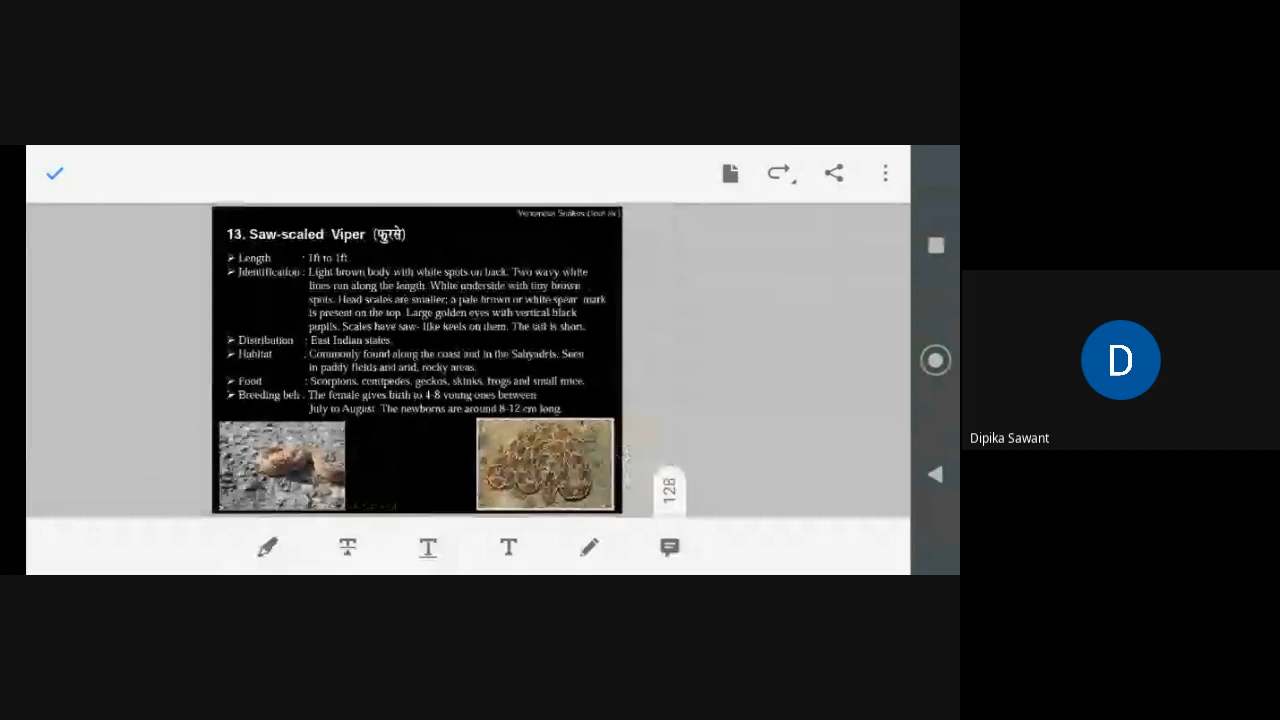 Venomous Snakes
13. Saw-scaled Viper (फुरसे)
➢ Length : 1ft to 1ft
➢ Identification : Light brown body with white spots on back. Two wavy white
lines run along the length. White underside with tiny brown
spots. Head scales are smaller; a pale brown or white spear mark
is present on the top. Large golden eyes with vertical black
pupils. Scales have saw- like keels on them. The tail is short.
➢ Distribution : East Indian states
➢ Habitat : Commonly found along the coast and in the Sahyadris. Seen
in paddy fields and arid, rocky areas.
➢ Food : Scorpions, centipedes, geckos, skinks, frogs and small mice.
➢ Breeding beh : The female gives birth to 4-8 young ones between
July to August. The newborns are around 8-12 cm long.
128
T
T
T
D
Dipika Sawant